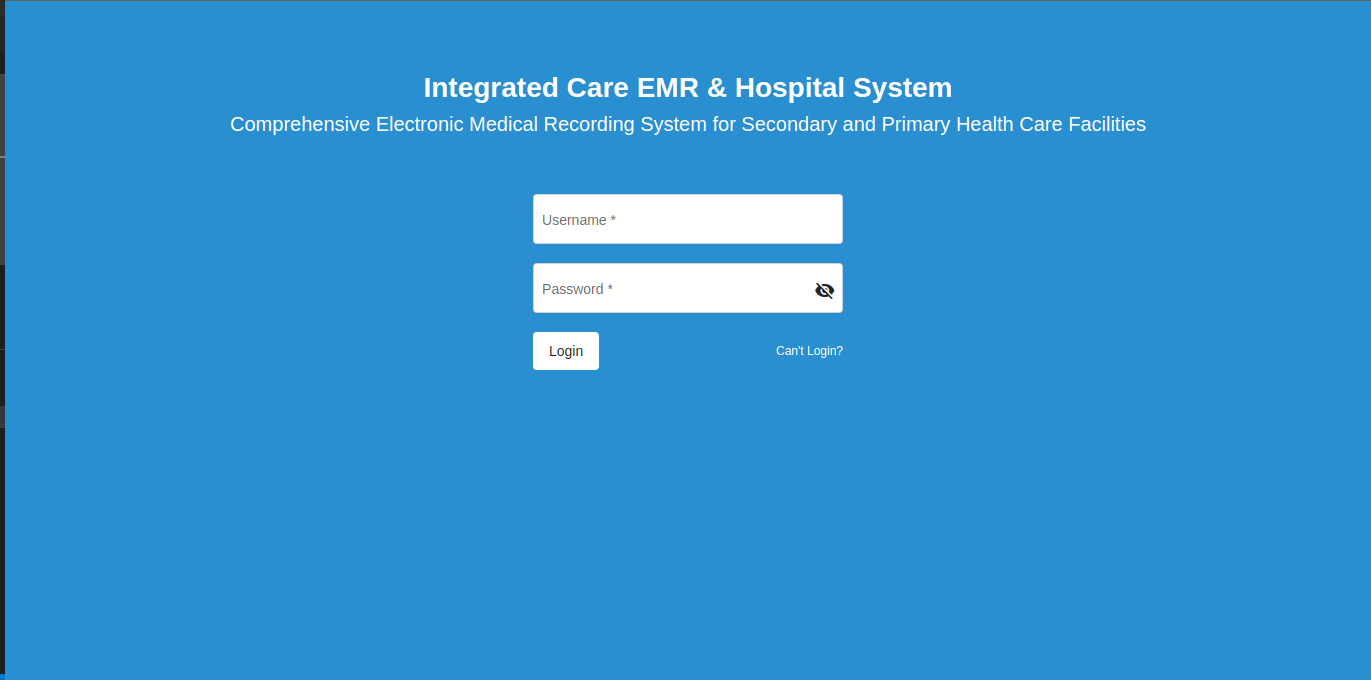 Integrated Care EMR & Hospital System
Comprehensive Electronic Medical Recording System for Secondary and Primary Health Care Facilities
Username *
Password *
Login
Can't Login?